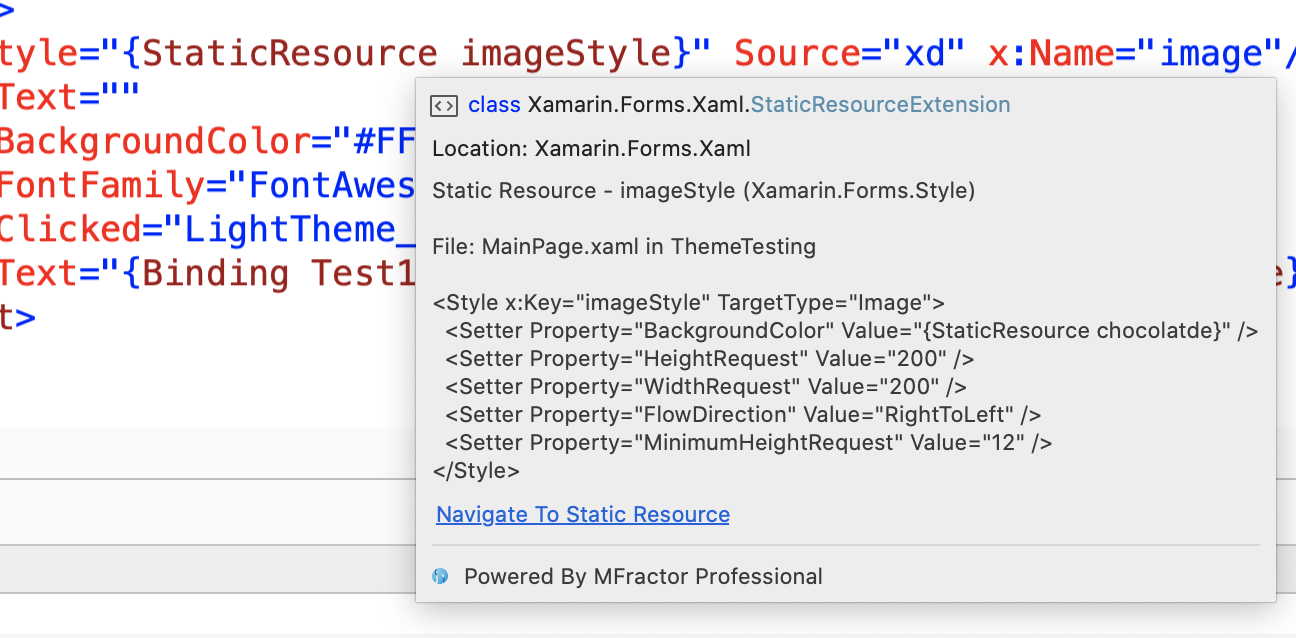 >
tyle="{StaticResource imageStyle}" Source="xd" x:Name="image"/
Text=""
BackgroundColor="#FF
FontFamily="FontAwes
Clicked="LightTheme_
Text="{Binding Test1
e}
t>
class Xamarin.Forms.Xaml.StaticResourceExtension
Location: Xamarin.Forms.Xaml
Static Resource - imageStyle (Xamarin.Forms.Style)
File: MainPage.xaml in ThemeTesting
<Style x:Key="imageStyle" TargetType="Image">
<Setter Property="BackgroundColor" Value="{StaticResource chocolatde}" />
<Setter Property="HeightRequest" Value="200" />
<Setter Property="WidthRequest" Value="200" />
<Setter Property="FlowDirection" Value="RightToLeft" />
<Setter Property="MinimumHeightRequest" Value="12" />
</Style>
Navigate To Static Resource
Powered By MFractor Professional